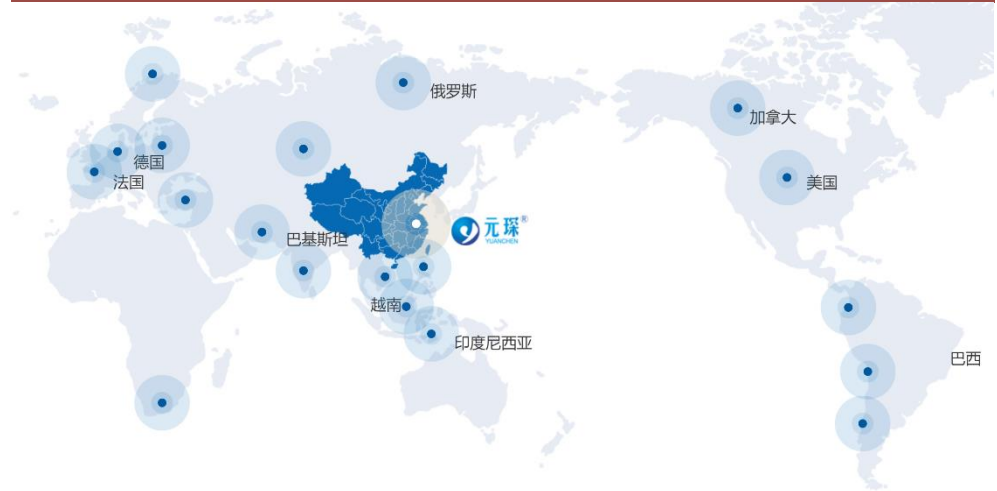 俄罗斯
加拿大
德国
法国
美国
元琛®
YUANCHEN
巴基斯坦
越南
印度尼西亚
巴西